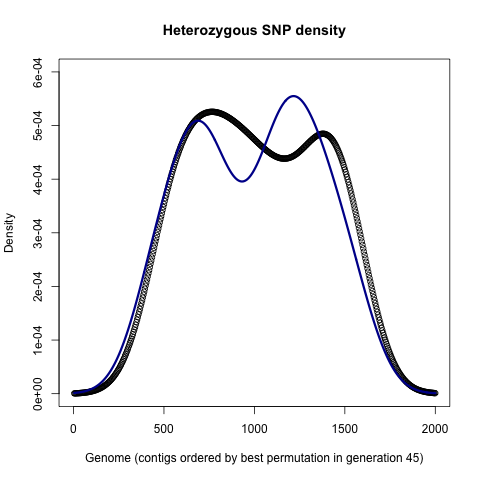 Heterozygous SNP density
6e-04
5e-04
4e-04
3e-04
2e-04
1e-04
0e+00
Density
0 500 1000 1500 2000
Genome (contigs ordered by best permutation in generation 45)